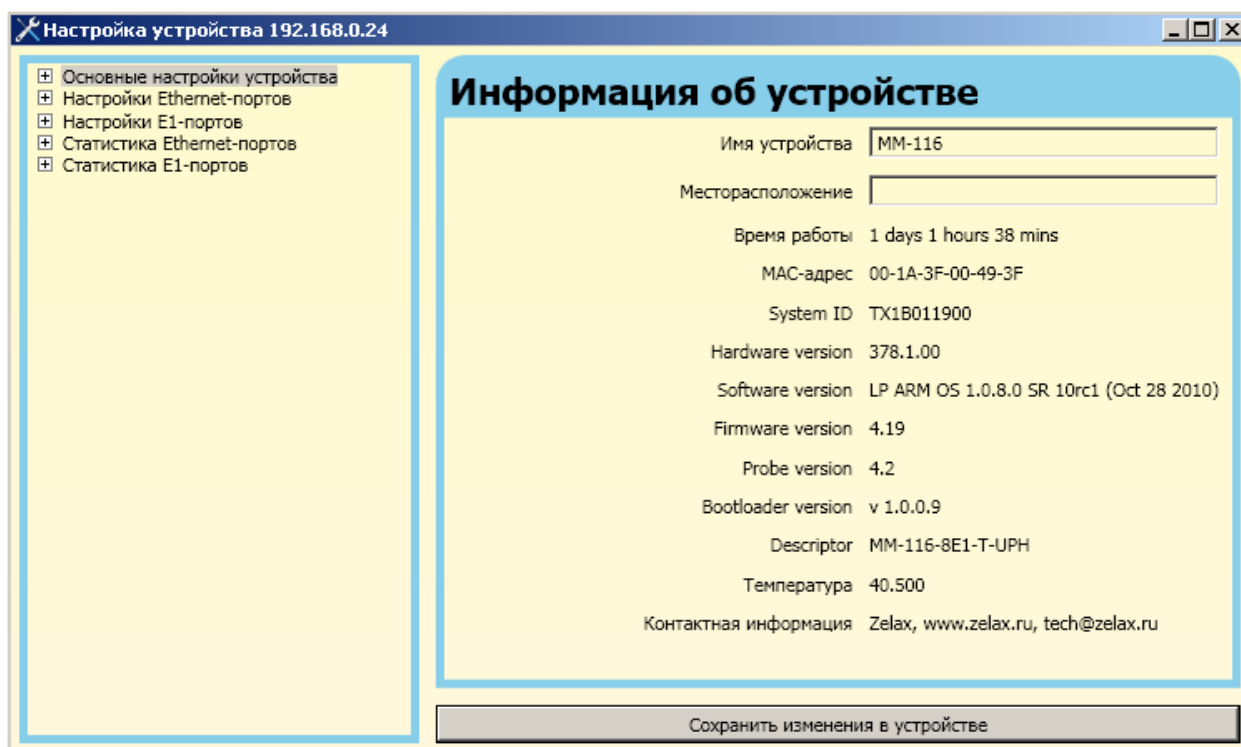 Настройка устройства 192.168.0.24
Основные настройки устройства
Настройки Ethernet-портов
Настройки E1-портов
Статистика Ethernet-портов
Статистика E1-портов
Информация об устройстве
Имя устройства MM-116
Месторасположение
Время работы 1 days 1 hours 38 mins
MAC-адрес 00-1A-3F-00-49-3F
System ID TX1B011900
Hardware version 378.1.00
Software version LP ARM OS 1.0.8.0 SR 10rc1 (Oct 28 2010)
Firmware version 4.19
Probe version 4.2
Bootloader version v 1.0.0.9
Descriptor MM-116-8E1-T-UPH
Температура 40.500
Контактная информация Zelax, www.zelax.ru, tech@zelax.ru
Сохранить изменения в устройстве